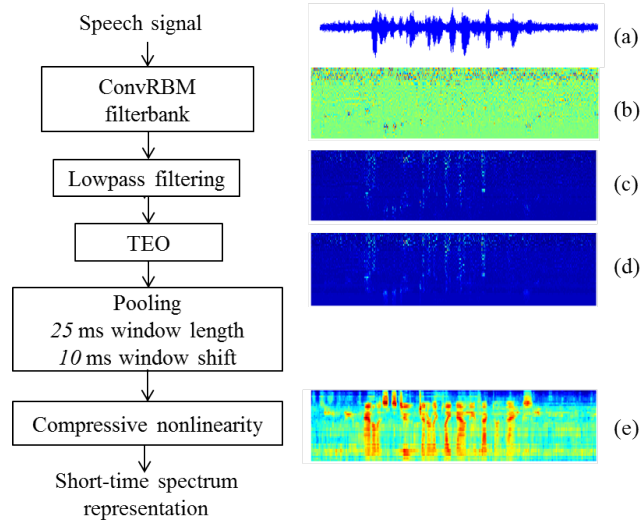 Speech signal
(a)
ConvRBM
filterbank
(b)
Lowpass filtering
(c)
TEO
(d)
Pooling
25 ms window length
10 ms window shift
Compressive nonlinearity
(e)
Short-time spectrum
representation